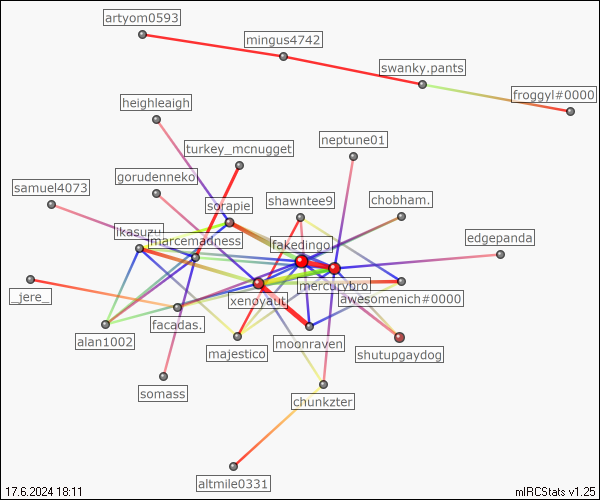 artyom0593
mingus4742
swanky.pants
froggyl#0000
heighleaigh
neptune01
turkey_mcnugget
gorudenneko
samuel4073
shawntee9
chobham.
sorapie
ikasuzu
marcemadness
fakedingo
edgepanda
mercurybro
_jere_
xenoyaut
awesomenich#0000
facadas.
alan1002
moonraven
majestico
shutupgaydog
somass
chunkzter
altmile0331
17.6.2024 18:11
mIRCStats v1.25